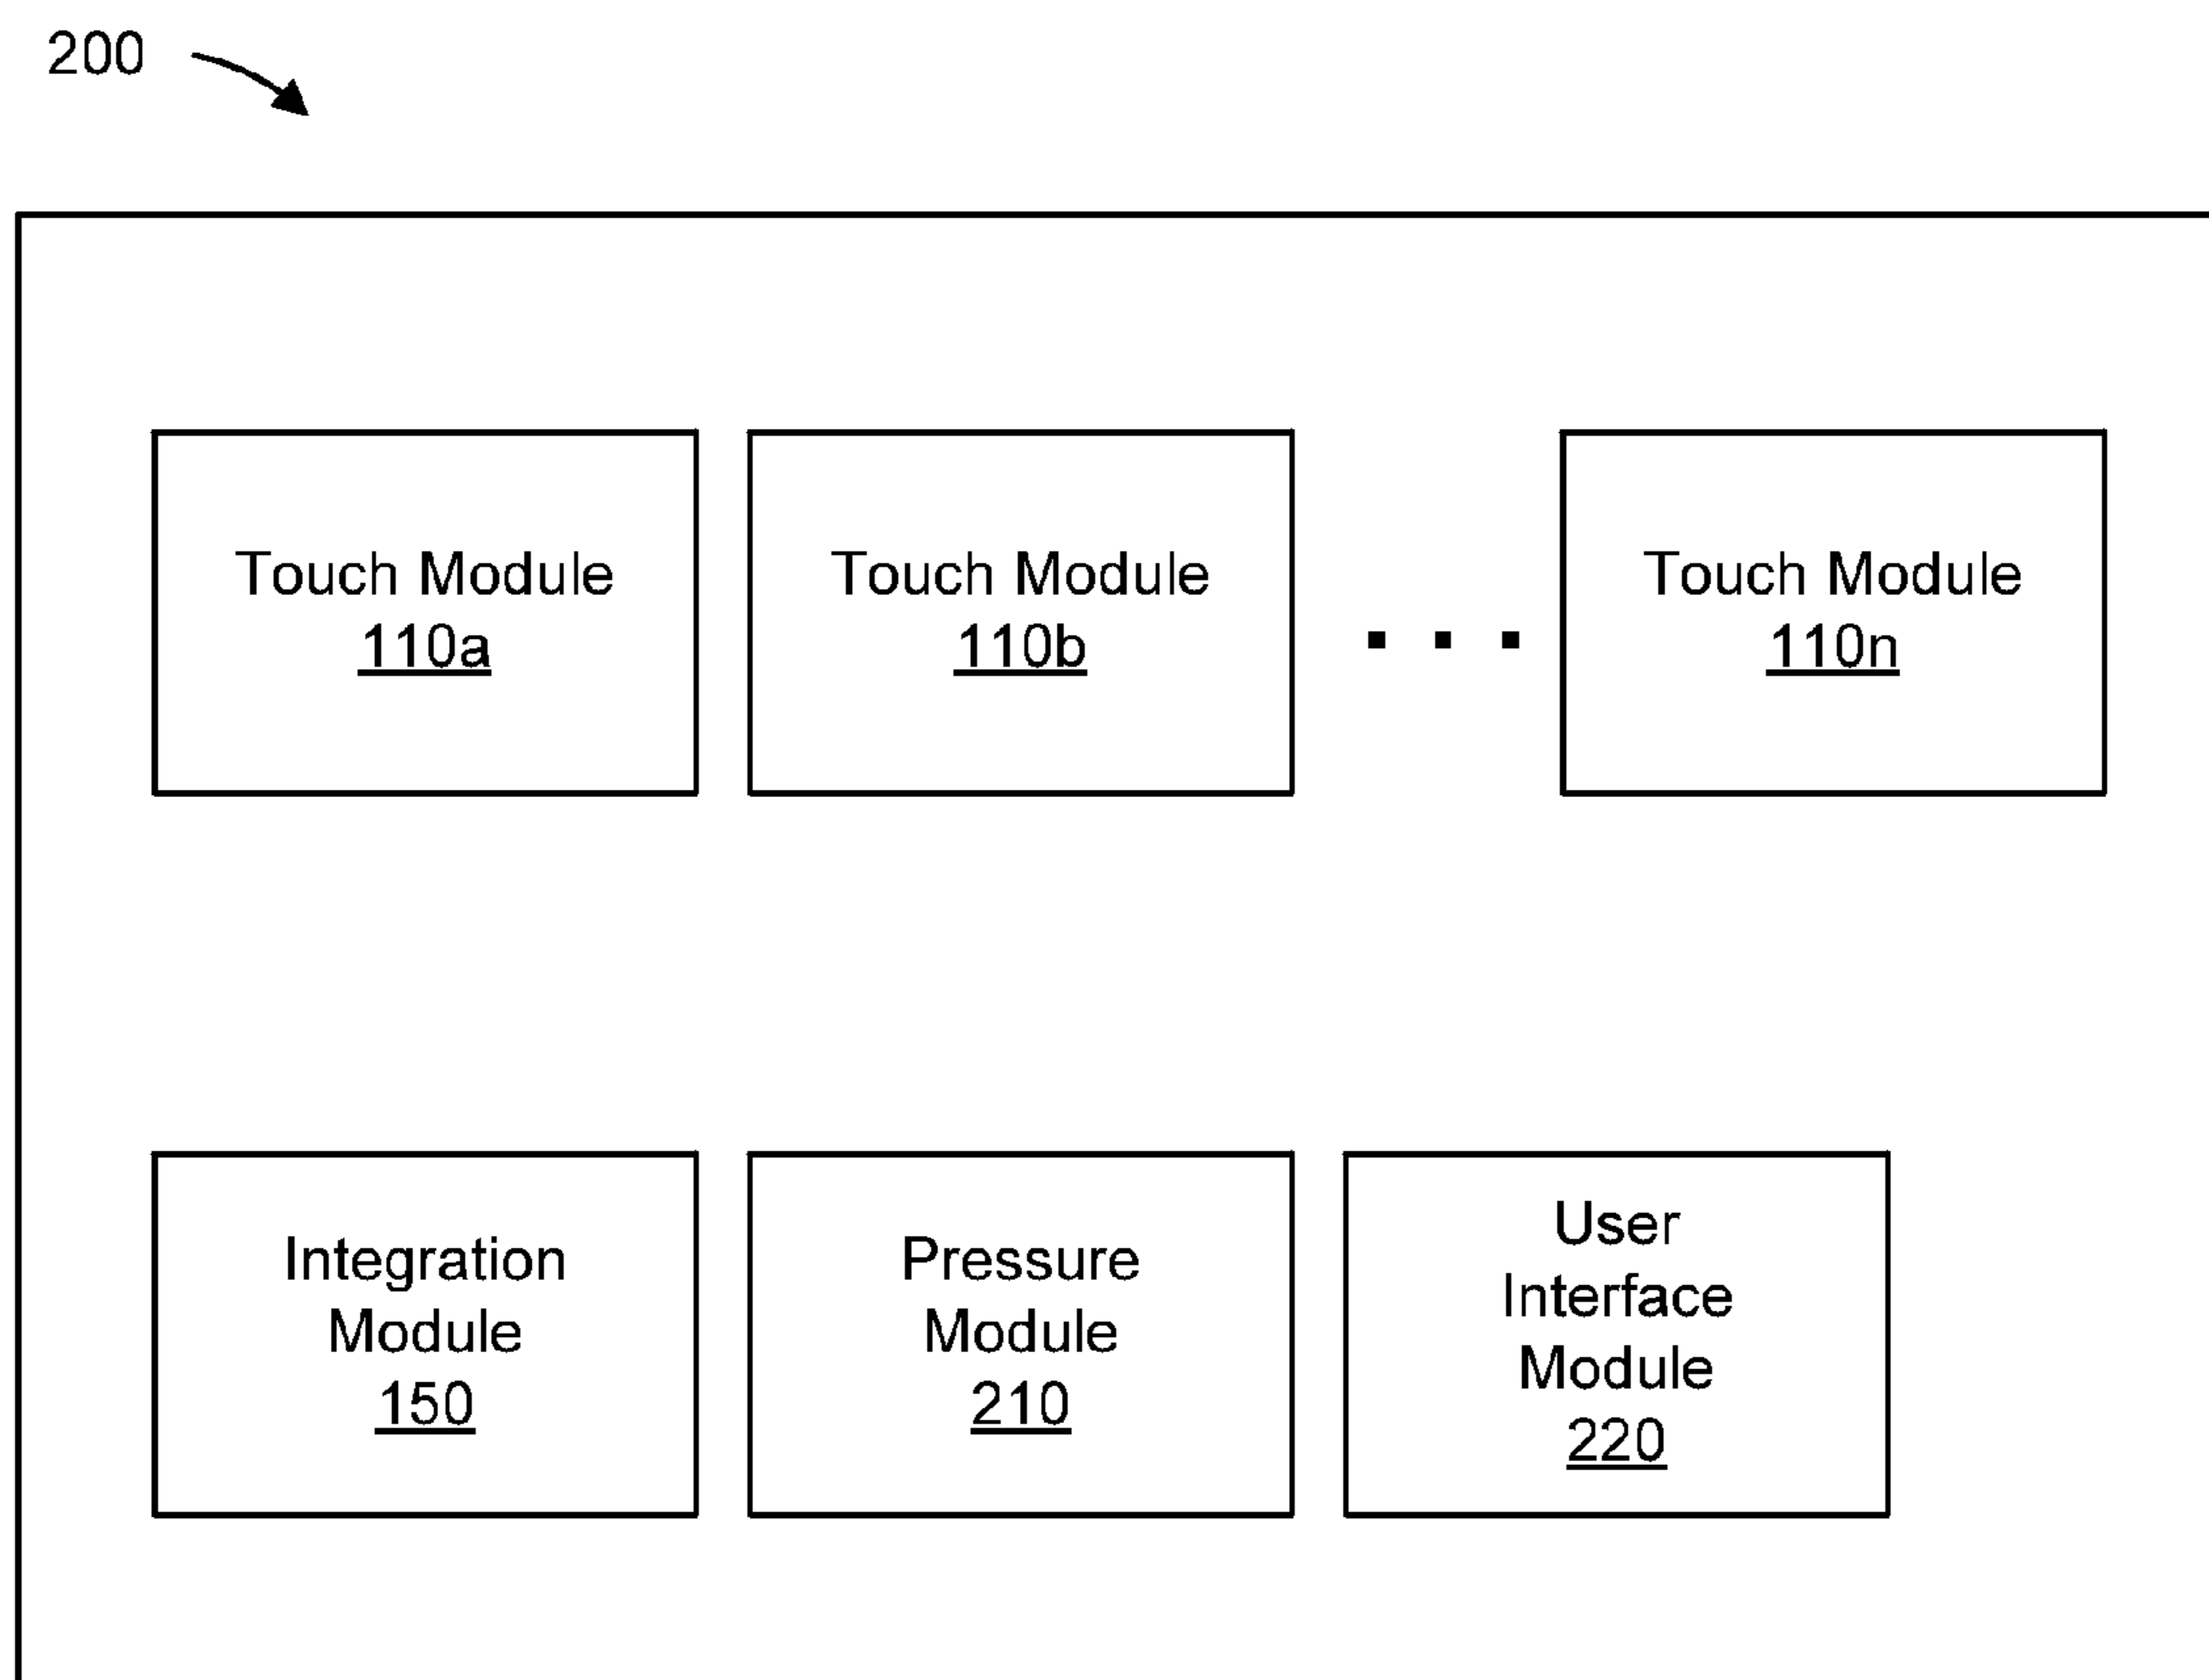 200
Touch Module
110a
Touch Module
110b
. . .
Touch Module
110n
Integration
Module
150
Pressure
Module
210
User
Interface
Module
220